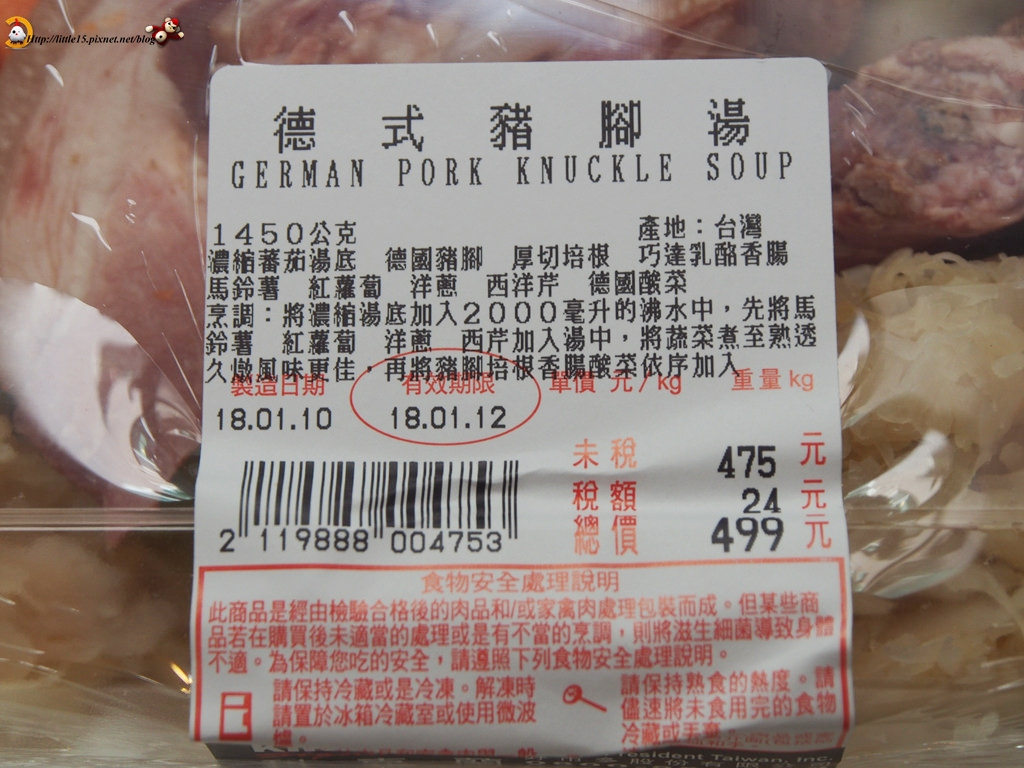 Http://little15.pixnet.net/blog
德式豬腳湯
GERMAN PORK KNUCKLE SOUP
1450公克 產地：台灣
濃縮蕃茄湯底 德國豬腳 厚切培根 巧達乳酪香腸
馬鈴薯 紅蘿蔔 洋蔥 西洋芹 德國酸菜
烹調：將濃縮湯底加入2000毫升的沸水中，先將馬
鈴薯 紅蘿蔔 洋蔥 西芹加入湯中，將蔬菜煮至熟透
久燉風味更佳，再將豬腳培根香腸酸菜依序加入
製造日期 有效期限 單價 元/kg 重量kg
18.01.10 18.01.12
未稅 475 元
稅額 24 元
總價 499 元
2 119888 004753
食物安全處理說明
此商品是經由檢驗合格後的肉品和/或家禽肉處理包裝而成。但某些商
品若在購買後未適當的處理或是有不當的烹調，則將滋生細菌導致身體
不適。為保障您吃的安全，請遵照下列食物安全處理說明。
請保持冷藏或是冷凍。解凍時
請置於冰箱冷藏室或使用微波
爐。
請保持熟食的熱度。請
儘速將未食用完的食物
冷藏或丟棄
President Taiwan, Inc.